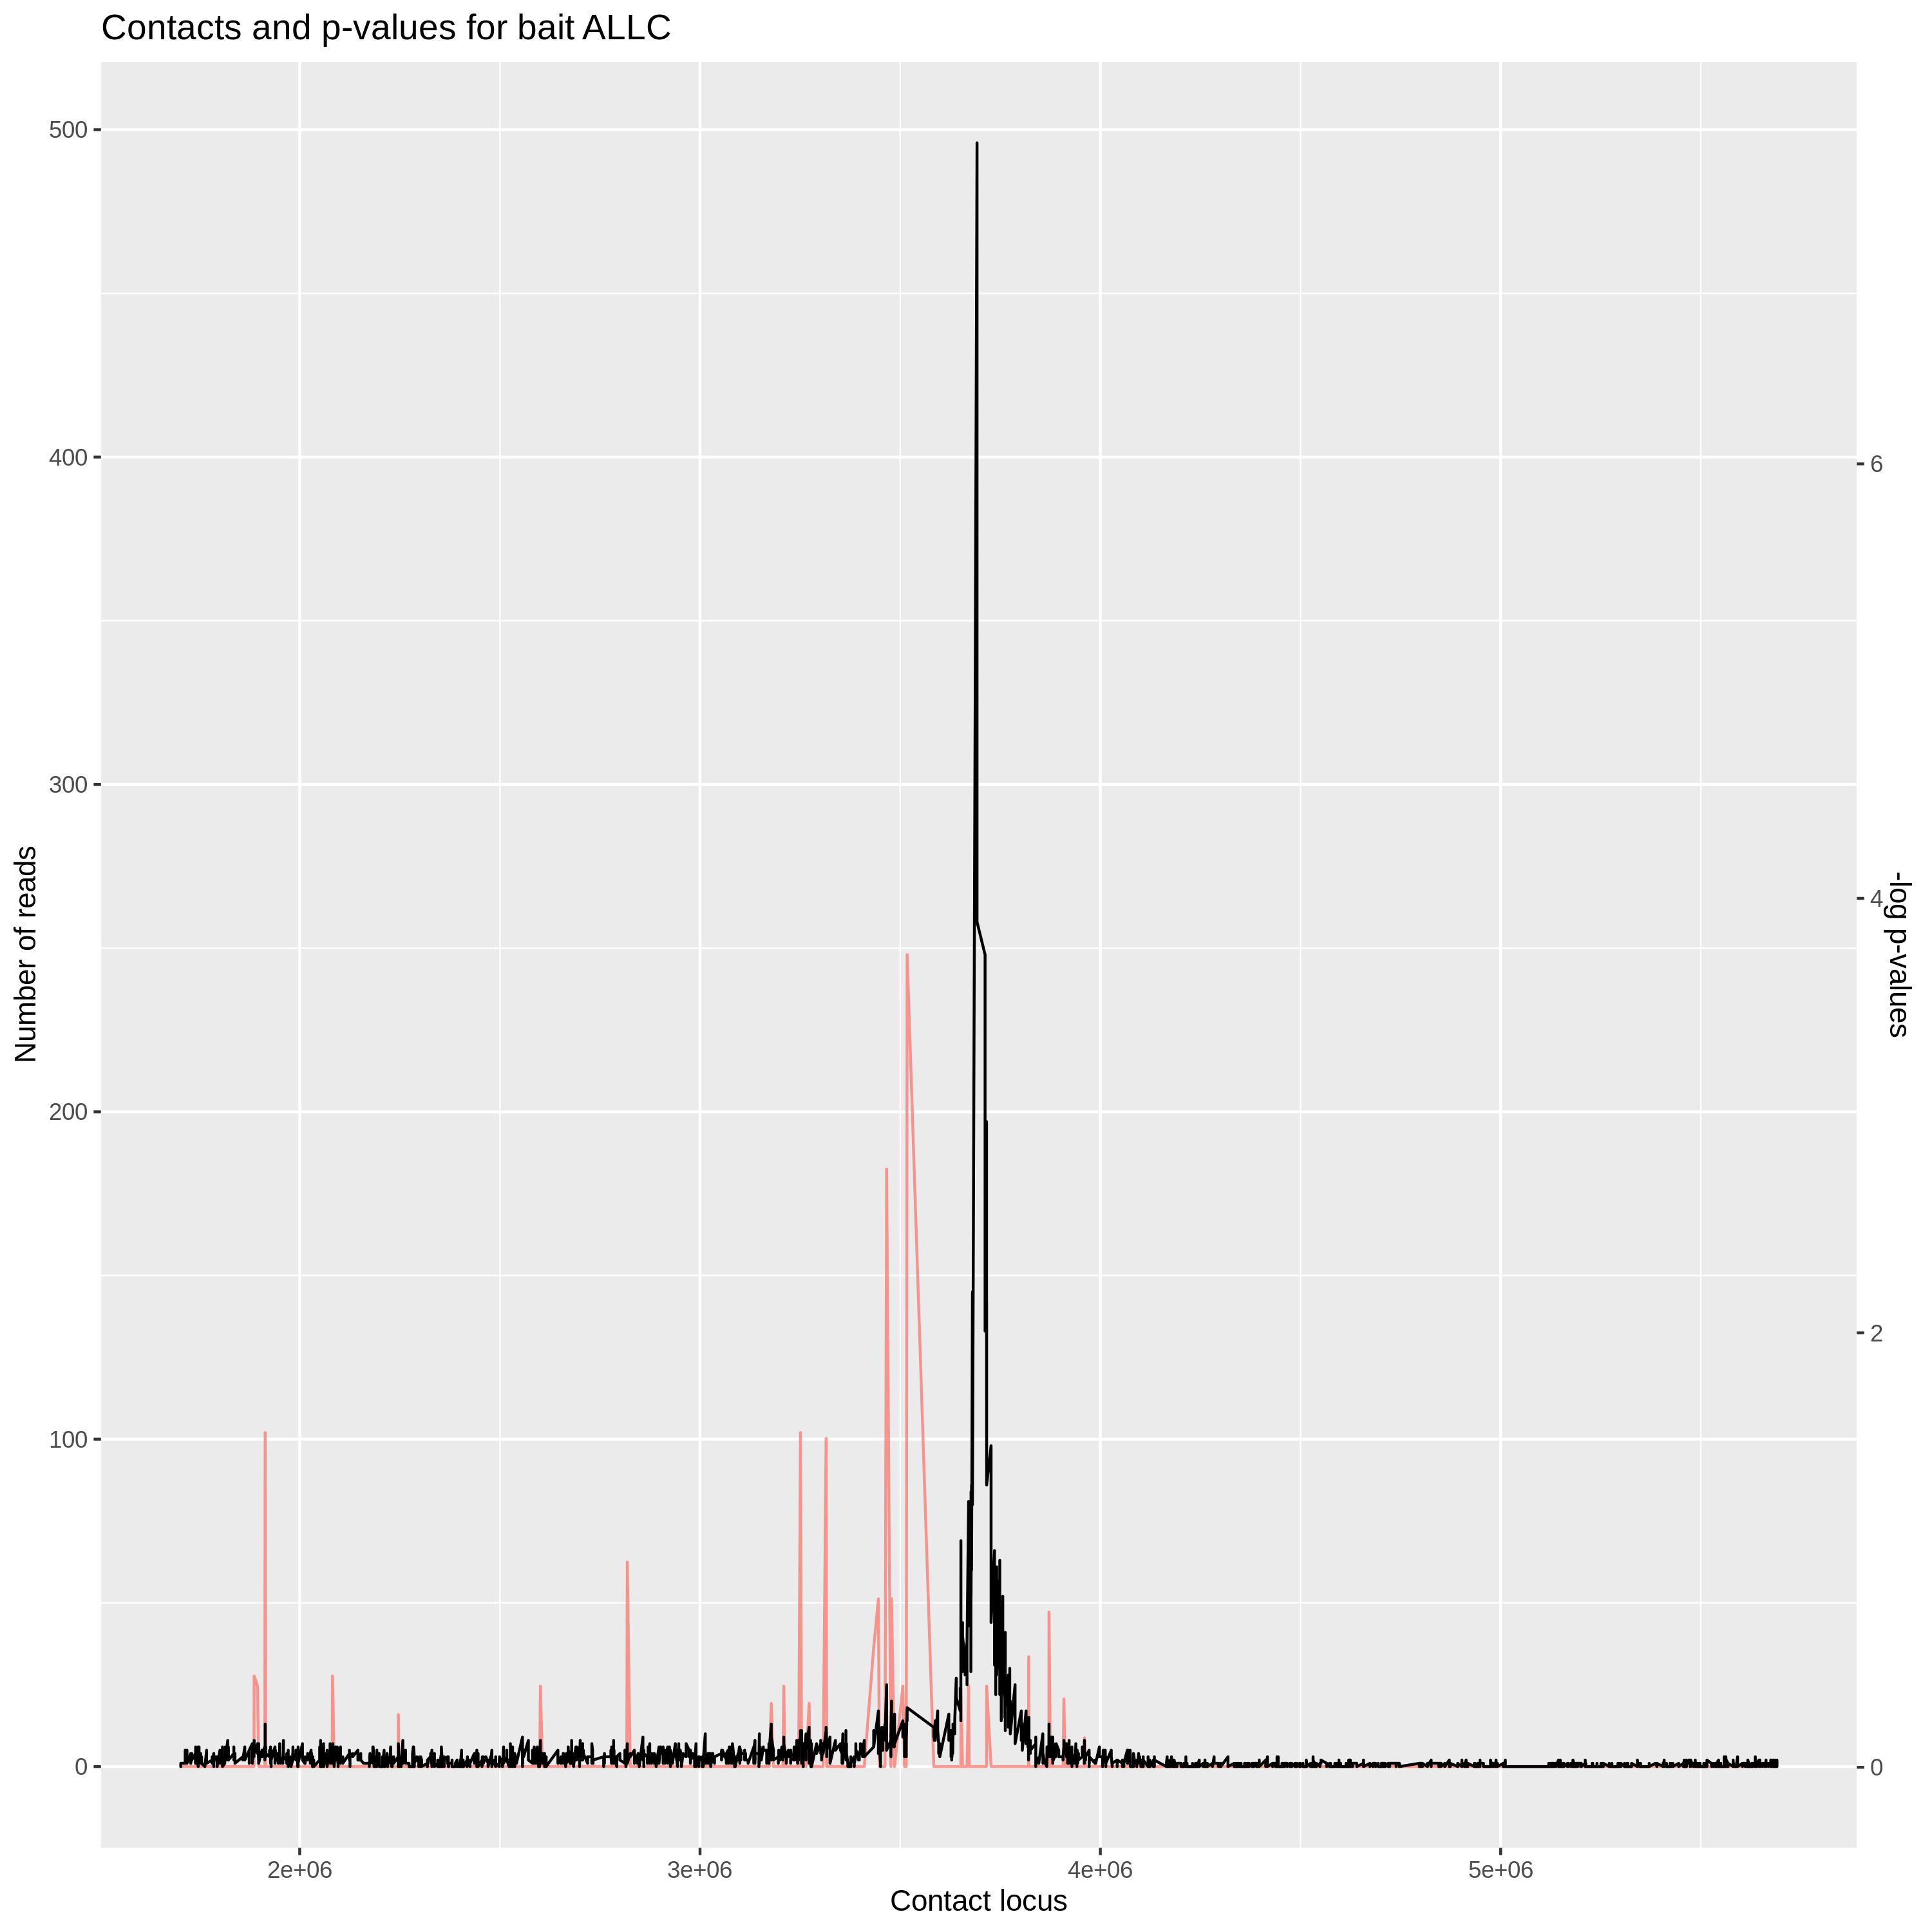 Contacts and p-values for bait ALLC
500
400
300
200
100
0
Number of reads
6
4
2
0
-log p-values
2e+06
3e+06
4e+06
5e+06
Contact locus